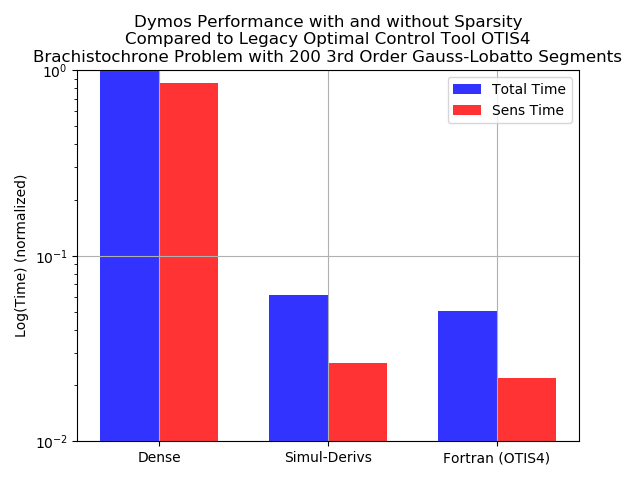 Dymos Performance with and without Sparsity
Compared to Legacy Optimal Control Tool OTIS4
Brachistochrone Problem with 200 3rd Order Gauss-Lobatto Segments
Total Time
Sens Time
Log(Time) (normalized)
10⁰
10⁻¹
10⁻²
Dense
Simul-Derivs
Fortran (OTIS4)